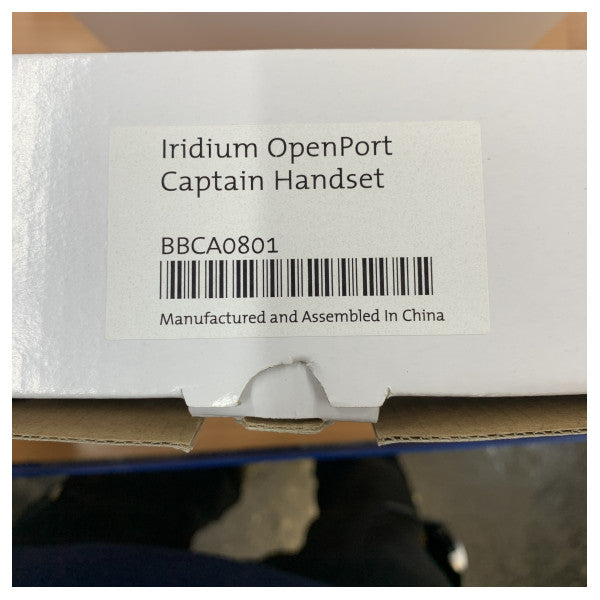 Iridium OpenPort
Captain Handset
BBCA0801
Manufactured and Assembled In China